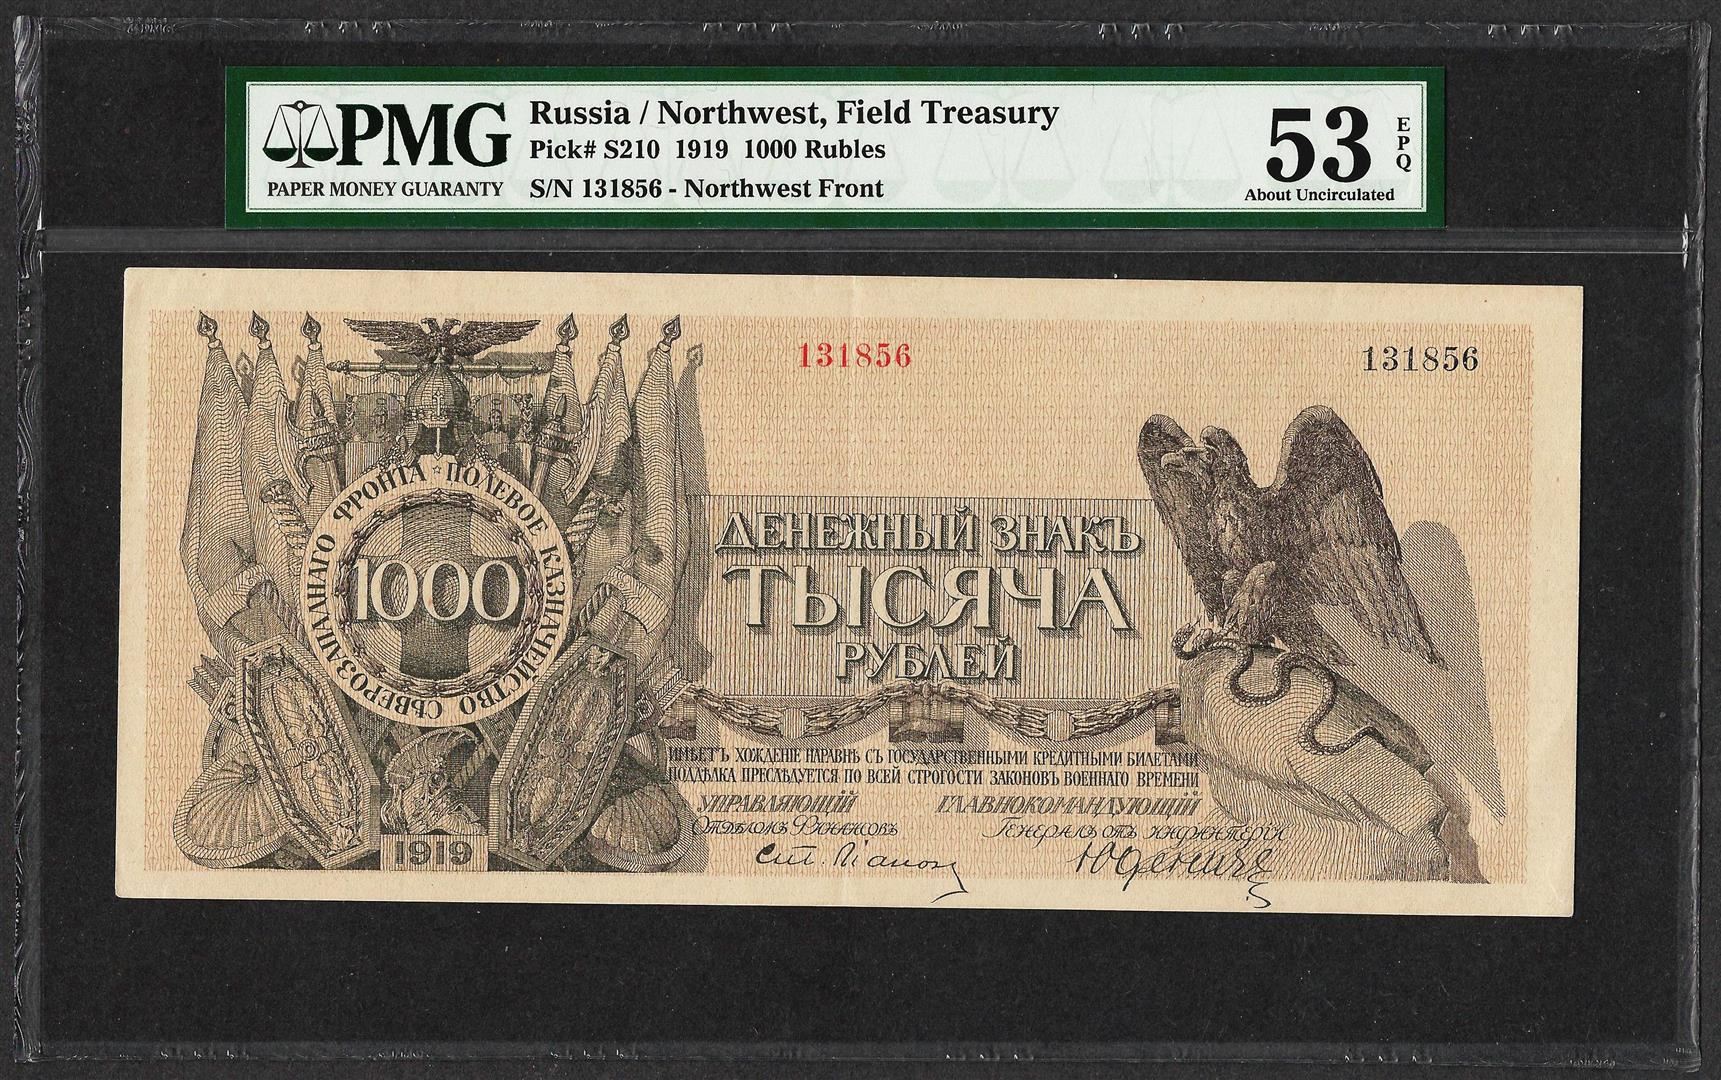 PMG
PAPER MONEY GUARANTY
Russia / Northwest, Field Treasury
Pick# S210 1919 1000 Rubles
S/N 131856 - Northwest Front
53
EPQ
About Uncirculated
131856
131856
ПОЛЕВОЕ КАЗНАЧЕЙСТВО СѢВЕРОЗАПАДНАГО ФРОНТА
1000
ДЕНЕЖНЫЙ ЗНАКЪ
ТЫСЯЧА
РУБЛЕЙ
ИМѢЕТЪ ХОЖДЕНІЕ НАРАВНѢ СЪ ГОСУДАРСТВЕННЫМИ КРЕДИТНЫМИ БИЛЕТАМИ
ПОДДѢЛКА ПРЕСЛѢДУЕТСЯ ПО ВСЕЙ СТРОГОСТИ ЗАКОНОВЪ ВОЕННАГО ВРЕМЕНИ
УПРАВЛЯЮЩІЙ ГЛАВНОКОМАНДУЮЩІЙ
Отдѣломъ Финансовъ Генералъ отъ инфантеріи
1919